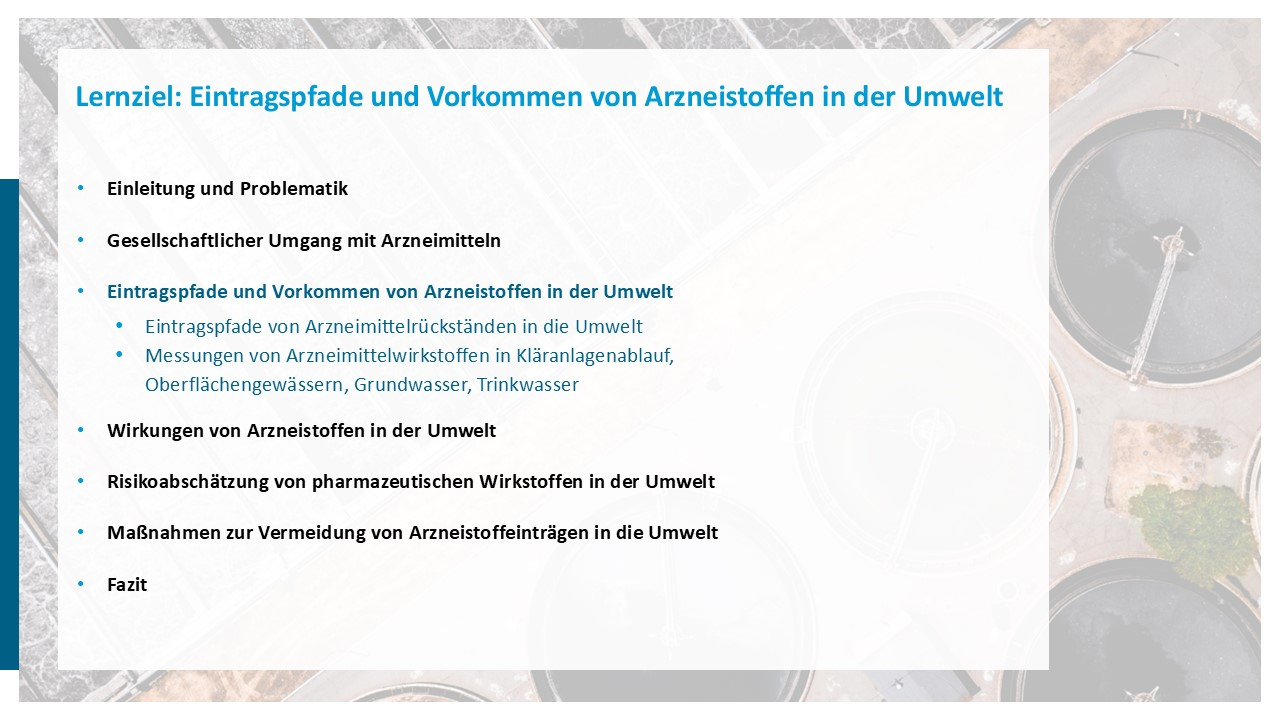 Lernziel: Eintragspfade und Vorkommen von Arzneistoffen in der Umwelt
• Einleitung und Problematik
• Gesellschaftlicher Umgang mit Arzneimitteln
• Eintragspfade und Vorkommen von Arzneistoffen in der Umwelt
• Eintragspfade von Arzneimittelrückständen in die Umwelt
• Messungen von Arzneimittelwirkstoffen in Kläranlagenablauf,
Oberflächengewässern, Grundwasser, Trinkwasser
• Wirkungen von Arzneistoffen in der Umwelt
• Risikoabschätzung von pharmazeutischen Wirkstoffen in der Umwelt
• Maßnahmen zur Vermeidung von Arzneistoffeinträgen in die Umwelt
• Fazit